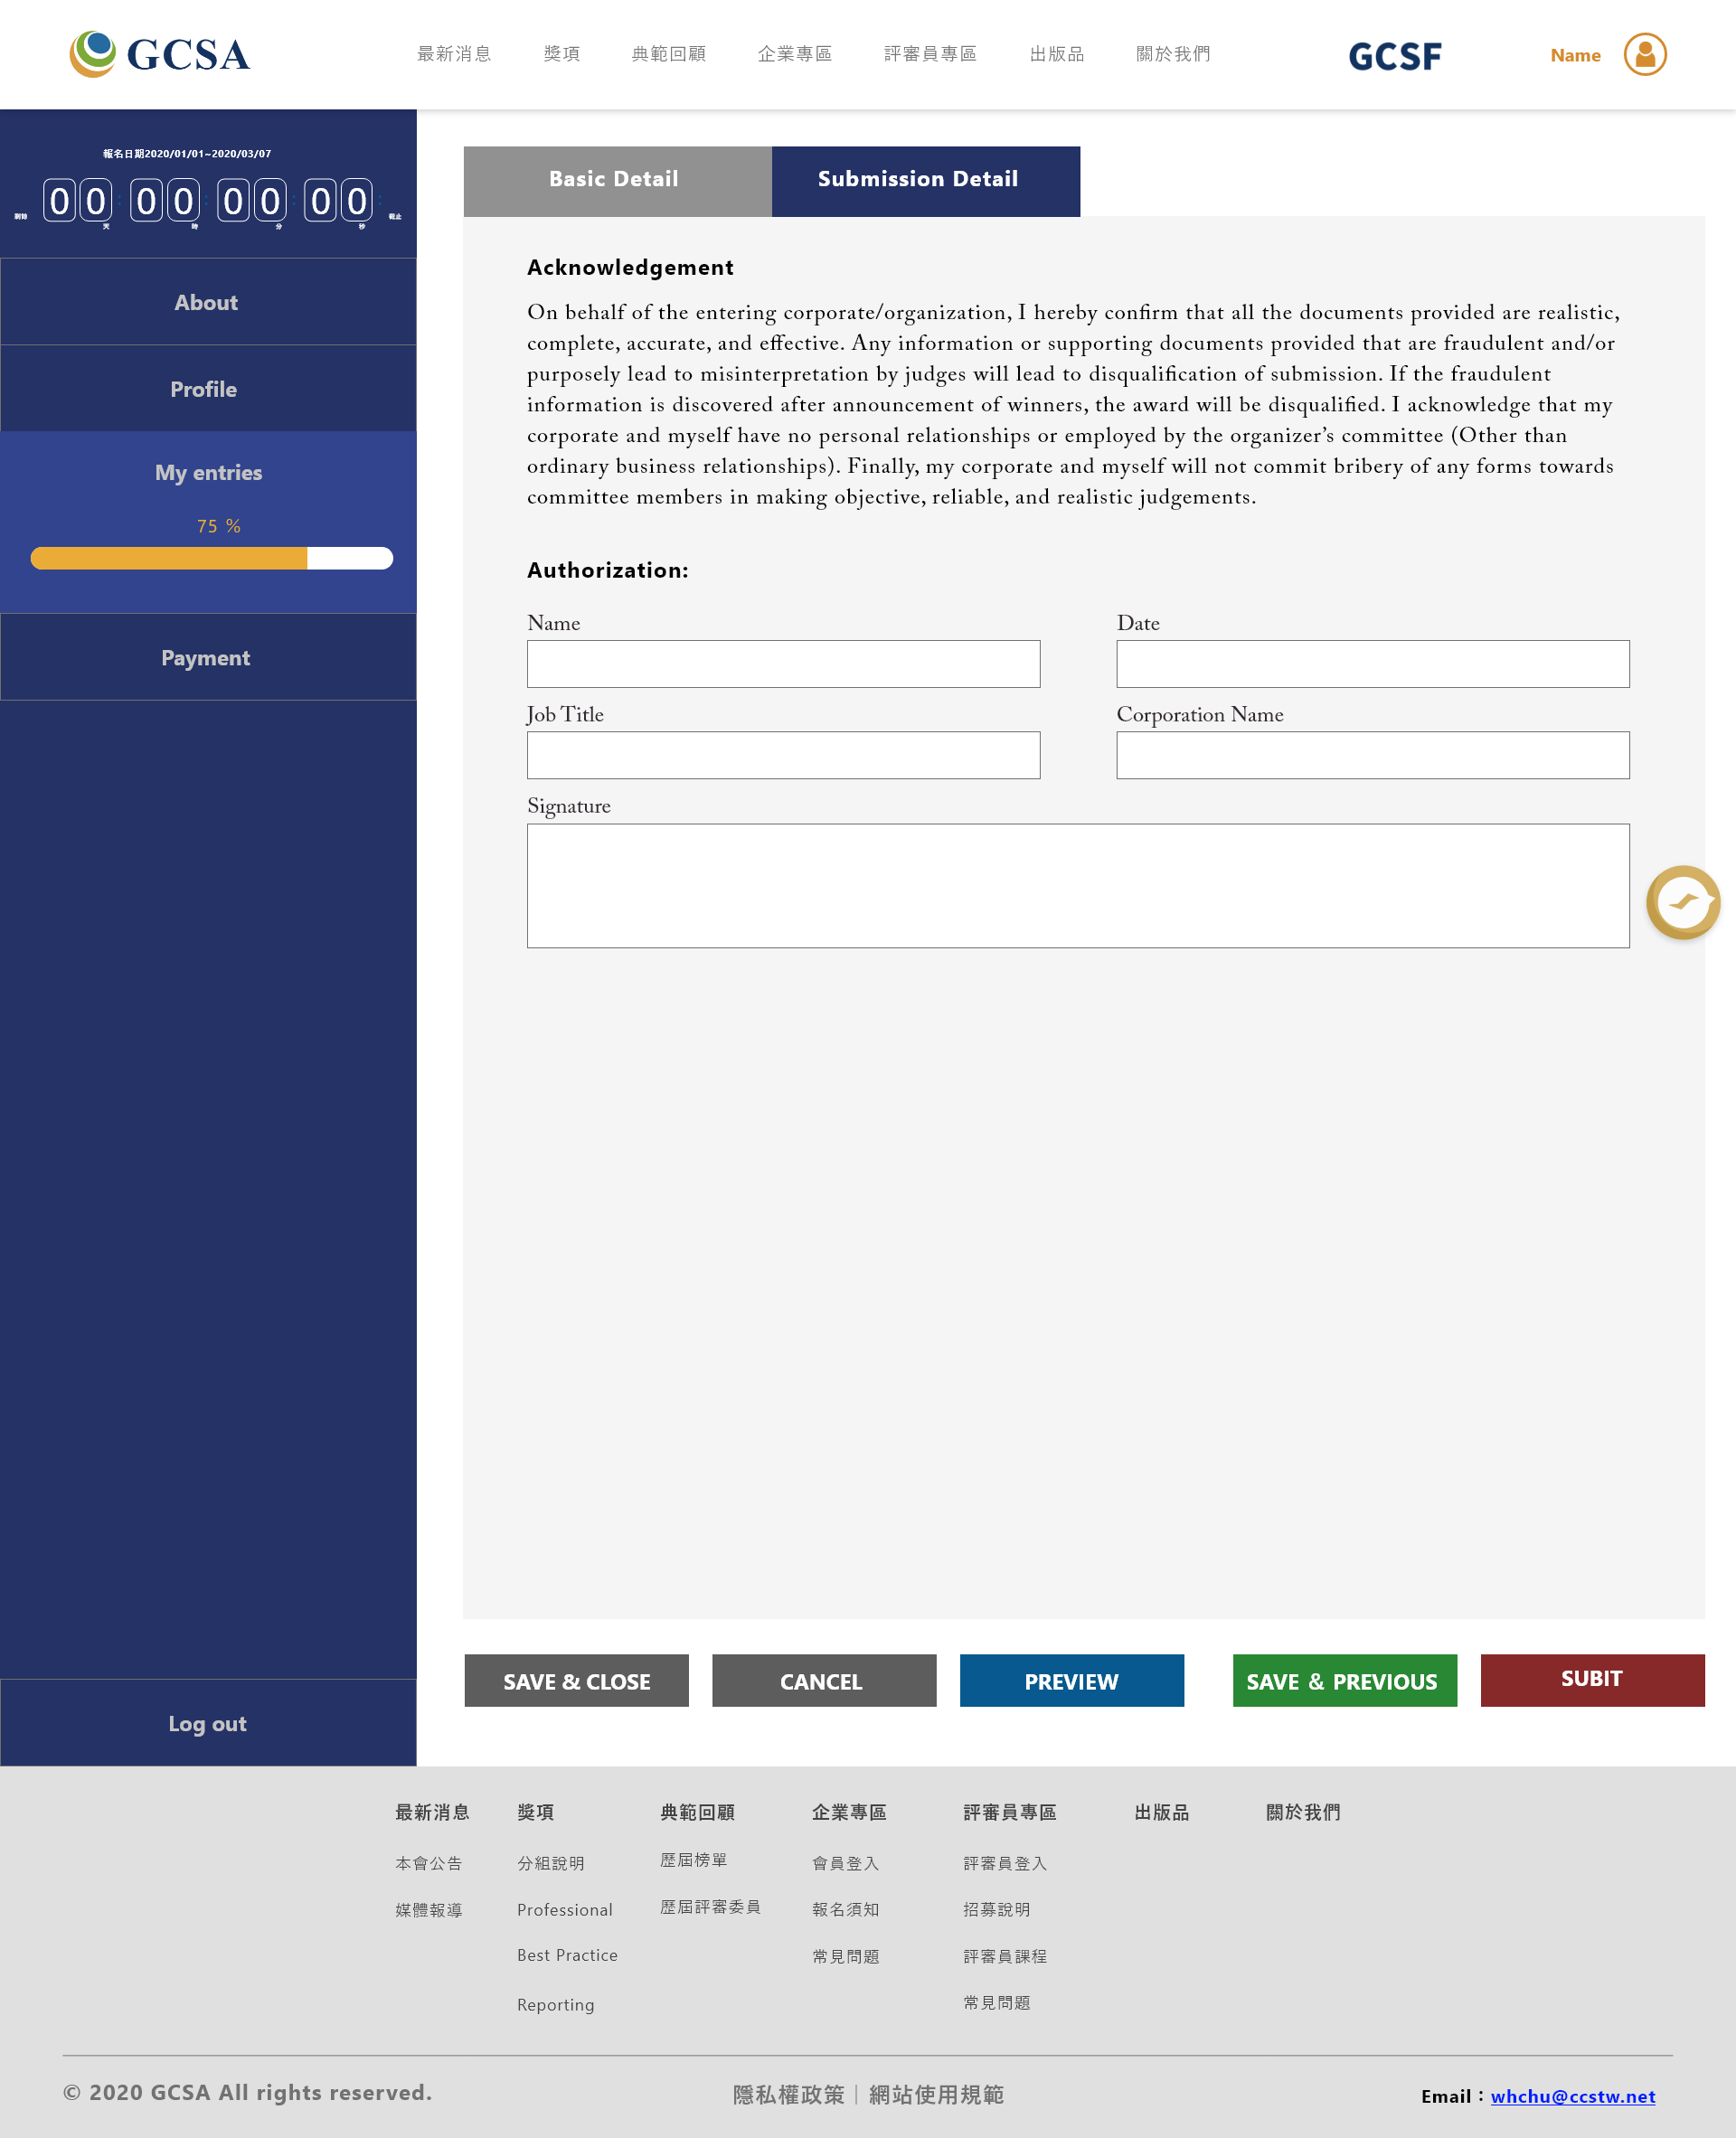 GCSA
最新消息 獎項 典範回顧 企業專區 評審員專區 出版品 關於我們
GCSF
Name
報名日期2020/01/01~2020/03/07
剩餘 00 : 00 : 00 : 00 : 截止
天 時 分 秒
About
Profile
My entries
75 %
Payment
Log out
Basic Detail
Submission Detail
Acknowledgement
On behalf of the entering corporate/organization, I hereby confirm that all the documents provided are realistic,
complete, accurate, and effective. Any information or supporting documents provided that are fraudulent and/or
purposely lead to misinterpretation by judges will lead to disqualification of submission. If the fraudulent
information is discovered after announcement of winners, the award will be disqualified. I acknowledge that my
corporate and myself have no personal relationships or employed by the organizer’s committee (Other than
ordinary business relationships). Finally, my corporate and myself will not commit bribery of any forms towards
committee members in making objective, reliable, and realistic judgements.
Authorization:
Name
Date
Job Title
Corporation Name
Signature
SAVE & CLOSE
CANCEL
PREVIEW
SAVE & PREVIOUS
SUBIT
最新消息 獎項 典範回顧 企業專區 評審員專區 出版品 關於我們
本會公告 分組說明 歷屆榜單 會員登入 評審員登入
媒體報導 Professional 歷屆評審委員 報名須知 招募說明
Best Practice 常見問題 評審員課程
Reporting 常見問題
© 2020 GCSA All rights reserved.
隱私權政策｜網站使用規範
Email：whchu@ccstw.net